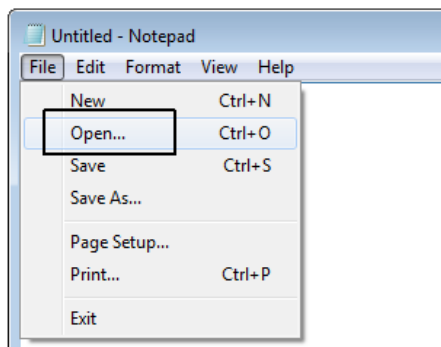 Untitled - Notepad
File Edit Format View Help
New Ctrl+N
Open... Ctrl+O
Save Ctrl+S
Save As...
Page Setup...
Print... Ctrl+P
Exit